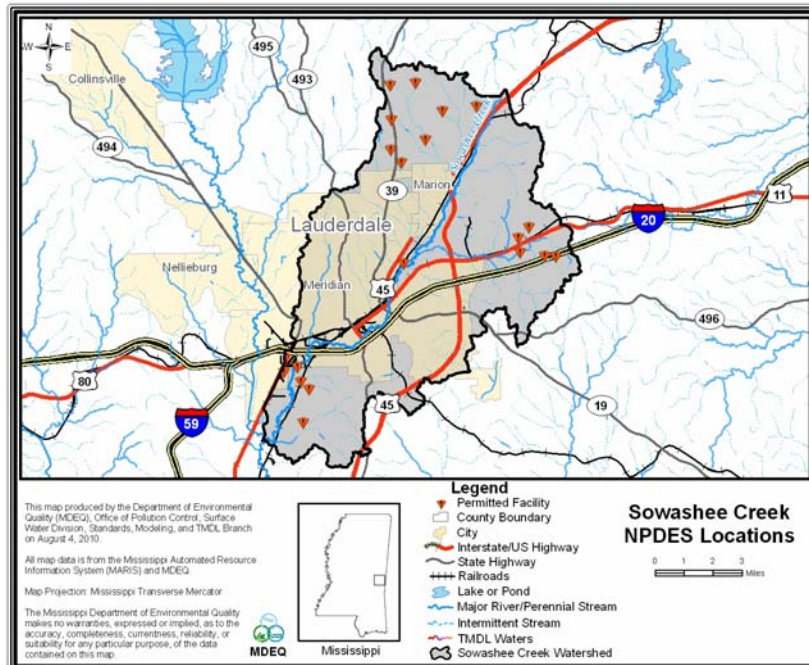 N
W E
S
Collinsville
495
493
494
39
Marion
Sowashee Creek
11
20
Lauderdale
Nellieburg
Meridian
45
496
80
59
45
19
This map produced by the Department of Environmental
Quality (MDEQ), Office of Pollution Control, Surface
Water Division, Standards, Modeling, and TMDL Branch
on August 4, 2010.
All map data is from the Mississippi Automated Resource
Information System (MARIS) and MDEQ.
Map Projection: Mississippi Transverse Mercator
The Mississippi Department of Environmental Quality
makes no warranties, expressed or implied, as to the
accuracy, completeness, currentness, reliability, or
suitability for any particular purpose, of the data
contained on this map.
MDEQ
Mississippi
Legend
Permitted Facility
County Boundary
City
Interstate/US Highway
State Highway
Railroads
Lake or Pond
Major River/Perennial Stream
Intermittent Stream
TMDL Waters
Sowashee Creek Watershed
Sowashee Creek
NPDES Locations
0 1 2 3
Miles